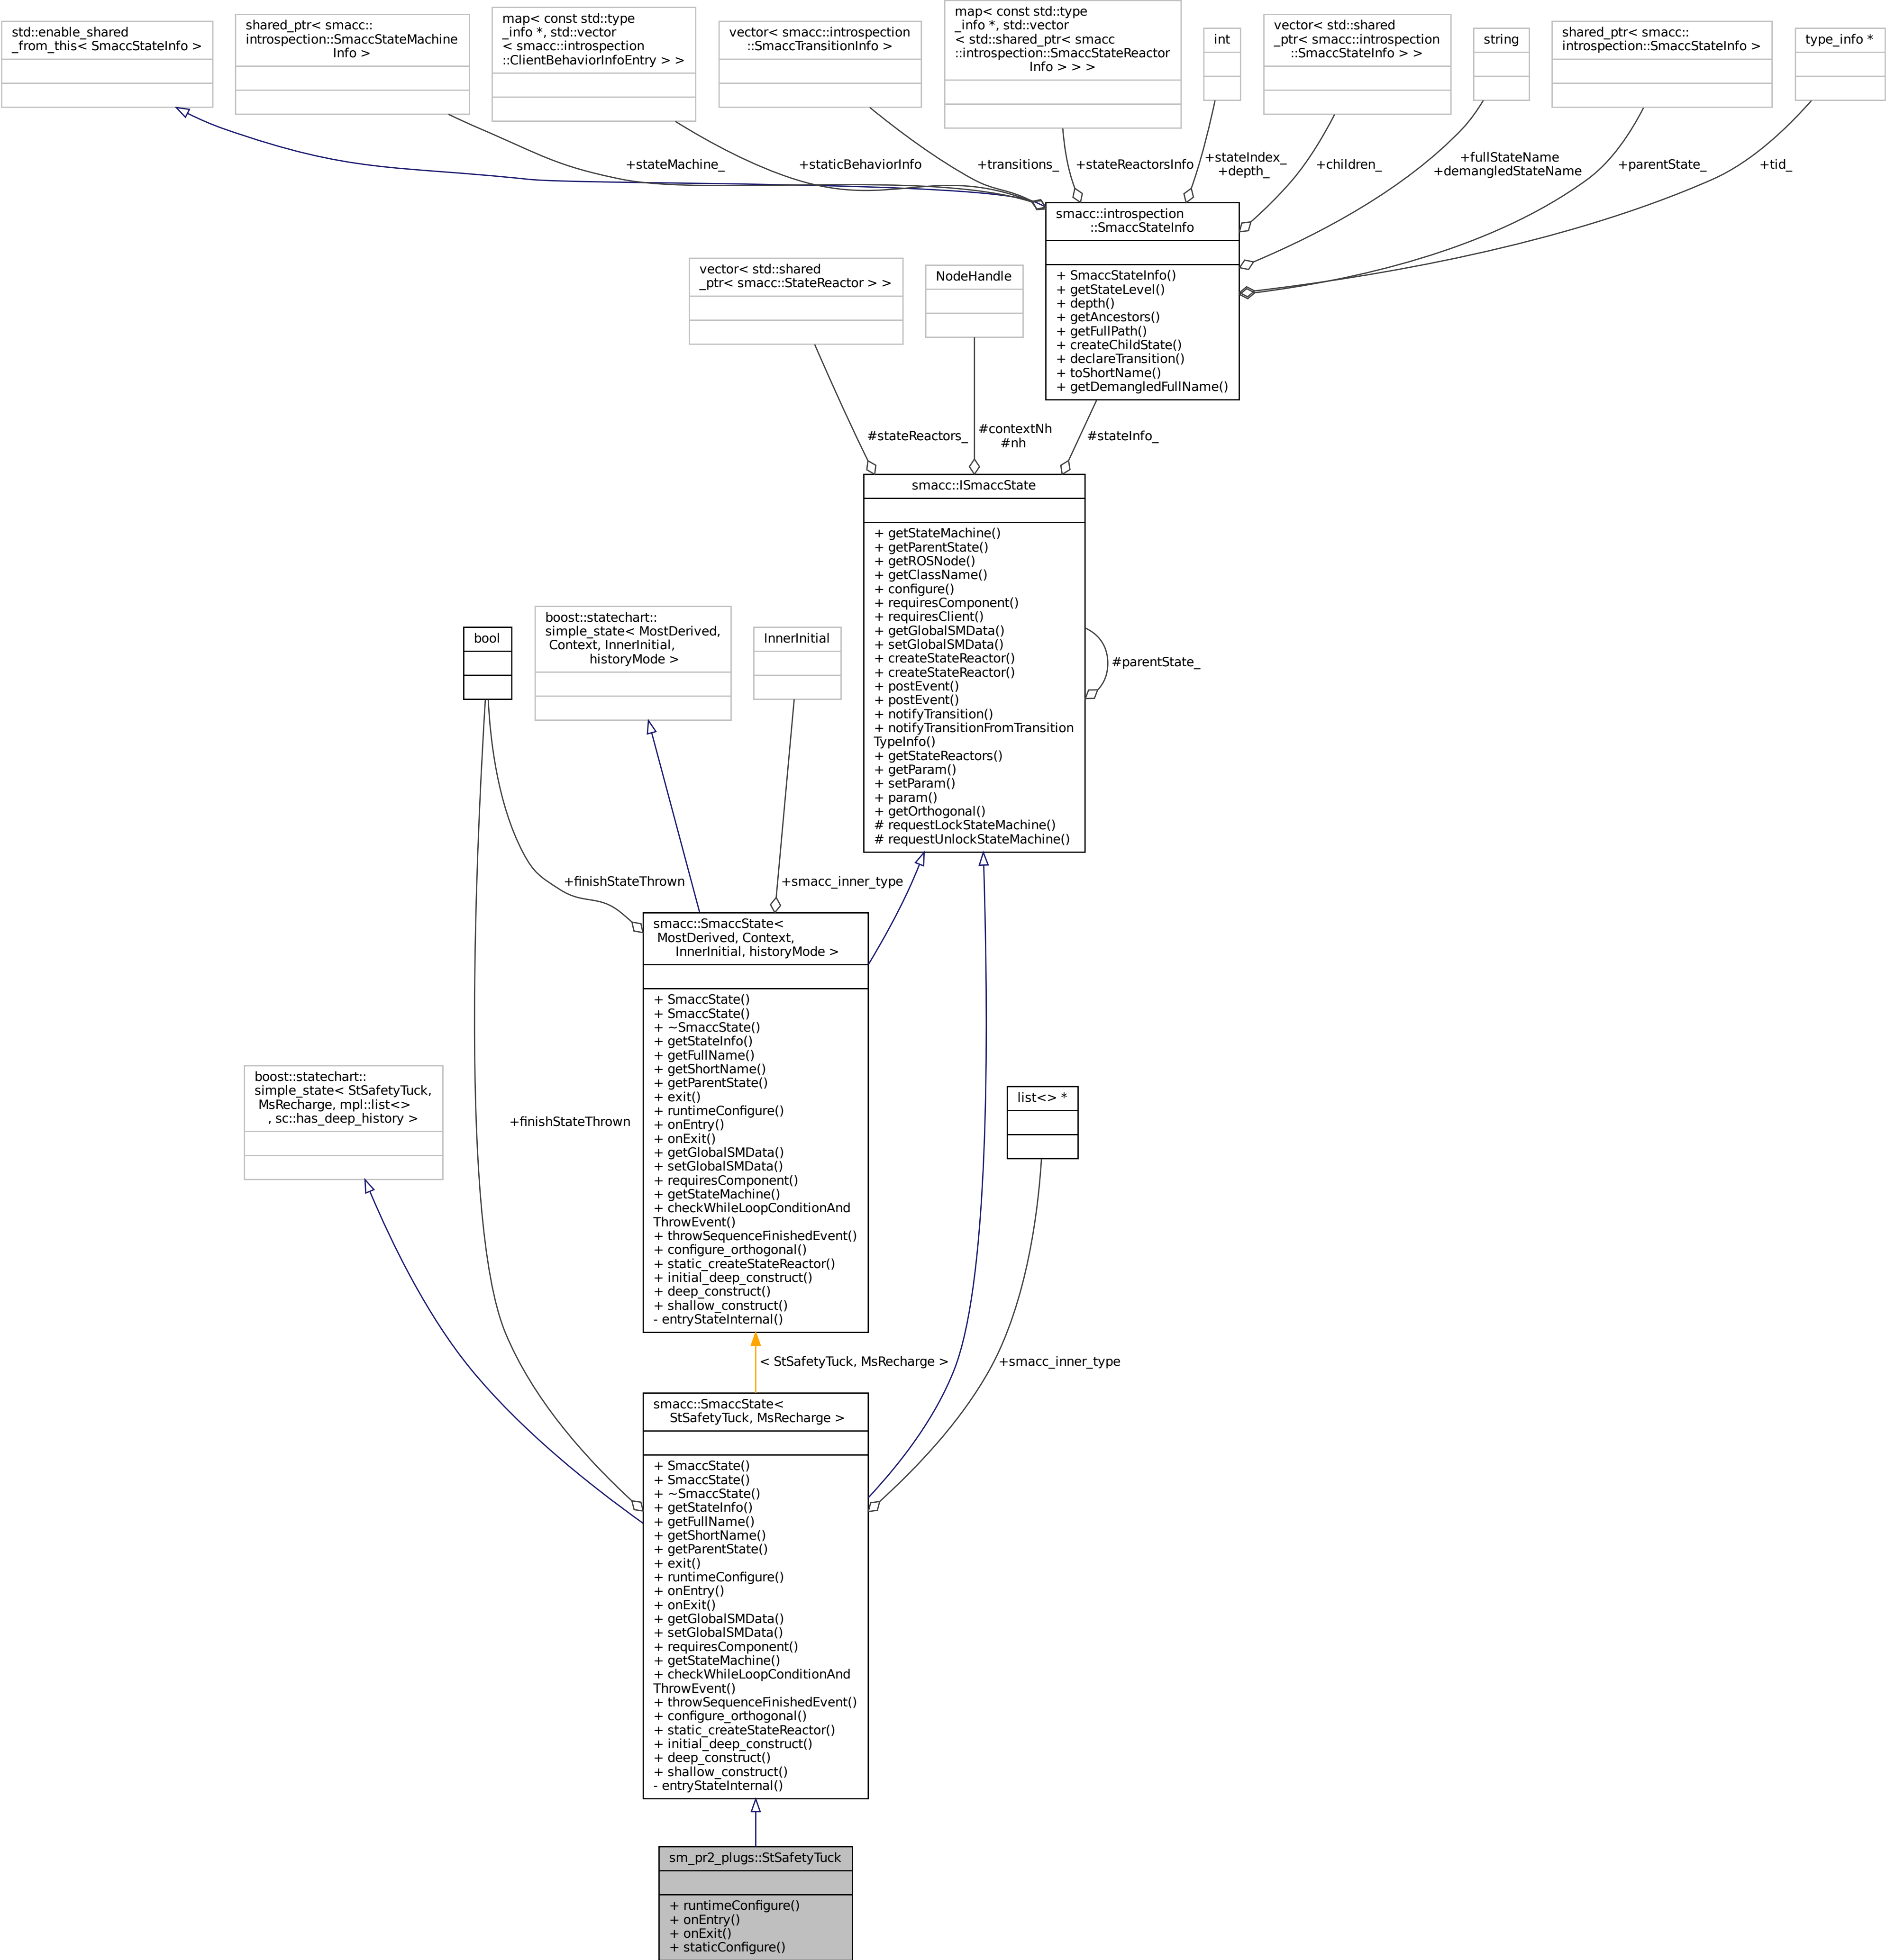 std::enable_shared
_from_this< SmaccStateInfo >
shared_ptr< smacc::
introspection::SmaccStateMachine
Info >
map< const std::type
_info *, std::vector
< smacc::introspection
::ClientBehaviorInfoEntry > >
vector< smacc::introspection
::SmaccTransitionInfo >
map< const std::type
_info *, std::vector
< std::shared_ptr< smacc
::introspection::SmaccStateReactor
Info > > >
int
vector< std::shared
_ptr< smacc::introspection
::SmaccStateInfo > >
string
shared_ptr< smacc::
introspection::SmaccStateInfo >
type_info *
+stateMachine_
+staticBehaviorInfo
+transitions_
+stateReactorsInfo
+stateIndex_
+depth_
+children_
+fullStateName
+demangledStateName
+parentState_
+tid_
smacc::introspection
::SmaccStateInfo
+ SmaccStateInfo()
+ getStateLevel()
+ depth()
+ getAncestors()
+ getFullPath()
+ createChildState()
+ declareTransition()
+ toShortName()
+ getDemangledFullName()
vector< std::shared
_ptr< smacc::StateReactor > >
NodeHandle
#stateReactors_
#contextNh
#nh
#stateInfo_
smacc::ISmaccState
+ getStateMachine()
+ getParentState()
+ getROSNode()
+ getClassName()
+ configure()
+ requiresComponent()
+ requiresClient()
+ getGlobalSMData()
+ setGlobalSMData()
+ createStateReactor()
+ createStateReactor()
+ postEvent()
+ postEvent()
+ notifyTransition()
+ notifyTransitionFromTransition
TypeInfo()
+ getStateReactors()
+ getParam()
+ setParam()
+ param()
+ getOrthogonal()
# requestLockStateMachine()
# requestUnlockStateMachine()
#parentState_
bool
boost::statechart::
simple_state< MostDerived,
Context, InnerInitial,
historyMode >
InnerInitial
+finishStateThrown
+smacc_inner_type
smacc::SmaccState<
MostDerived, Context,
InnerInitial, historyMode >
+ SmaccState()
+ SmaccState()
+ ~SmaccState()
+ getStateInfo()
+ getFullName()
+ getShortName()
+ getParentState()
+ exit()
+ runtimeConfigure()
+ onEntry()
+ onExit()
+ getGlobalSMData()
+ setGlobalSMData()
+ requiresComponent()
+ getStateMachine()
+ checkWhileLoopConditionAnd
ThrowEvent()
+ throwSequenceFinishedEvent()
+ configure_orthogonal()
+ static_createStateReactor()
+ initial_deep_construct()
+ deep_construct()
+ shallow_construct()
- entryStateInternal()
boost::statechart::
simple_state< StSafetyTuck,
MsRecharge, mpl::list<>
, sc::has_deep_history >
+finishStateThrown
list<> *
< StSafetyTuck, MsRecharge >
+smacc_inner_type
smacc::SmaccState<
StSafetyTuck, MsRecharge >
+ SmaccState()
+ SmaccState()
+ ~SmaccState()
+ getStateInfo()
+ getFullName()
+ getShortName()
+ getParentState()
+ exit()
+ runtimeConfigure()
+ onEntry()
+ onExit()
+ getGlobalSMData()
+ setGlobalSMData()
+ requiresComponent()
+ getStateMachine()
+ checkWhileLoopConditionAnd
ThrowEvent()
+ throwSequenceFinishedEvent()
+ configure_orthogonal()
+ static_createStateReactor()
+ initial_deep_construct()
+ deep_construct()
+ shallow_construct()
- entryStateInternal()
sm_pr2_plugs::StSafetyTuck
+ runtimeConfigure()
+ onEntry()
+ onExit()
+ staticConfigure()